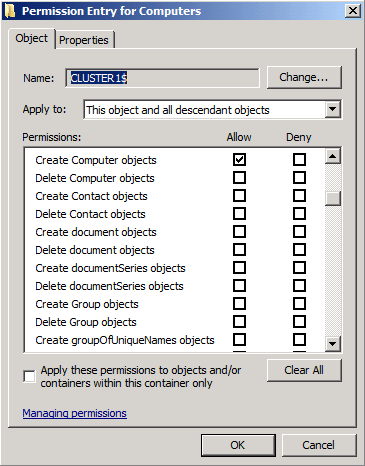 Permission Entry for Computers
Object Properties
Name: CLUSTER1$ Change...
Apply to: This object and all descendant objects
Permissions: Allow Deny
Create Computer objects
Delete Computer objects
Create Contact objects
Delete Contact objects
Create document objects
Delete document objects
Create documentSeries objects
Delete documentSeries objects
Create Group objects
Delete Group objects
Create groupOfUniqueNames objects
Apply these permissions to objects and/or Clear All
containers within this container only
Managing permissions
OK Cancel